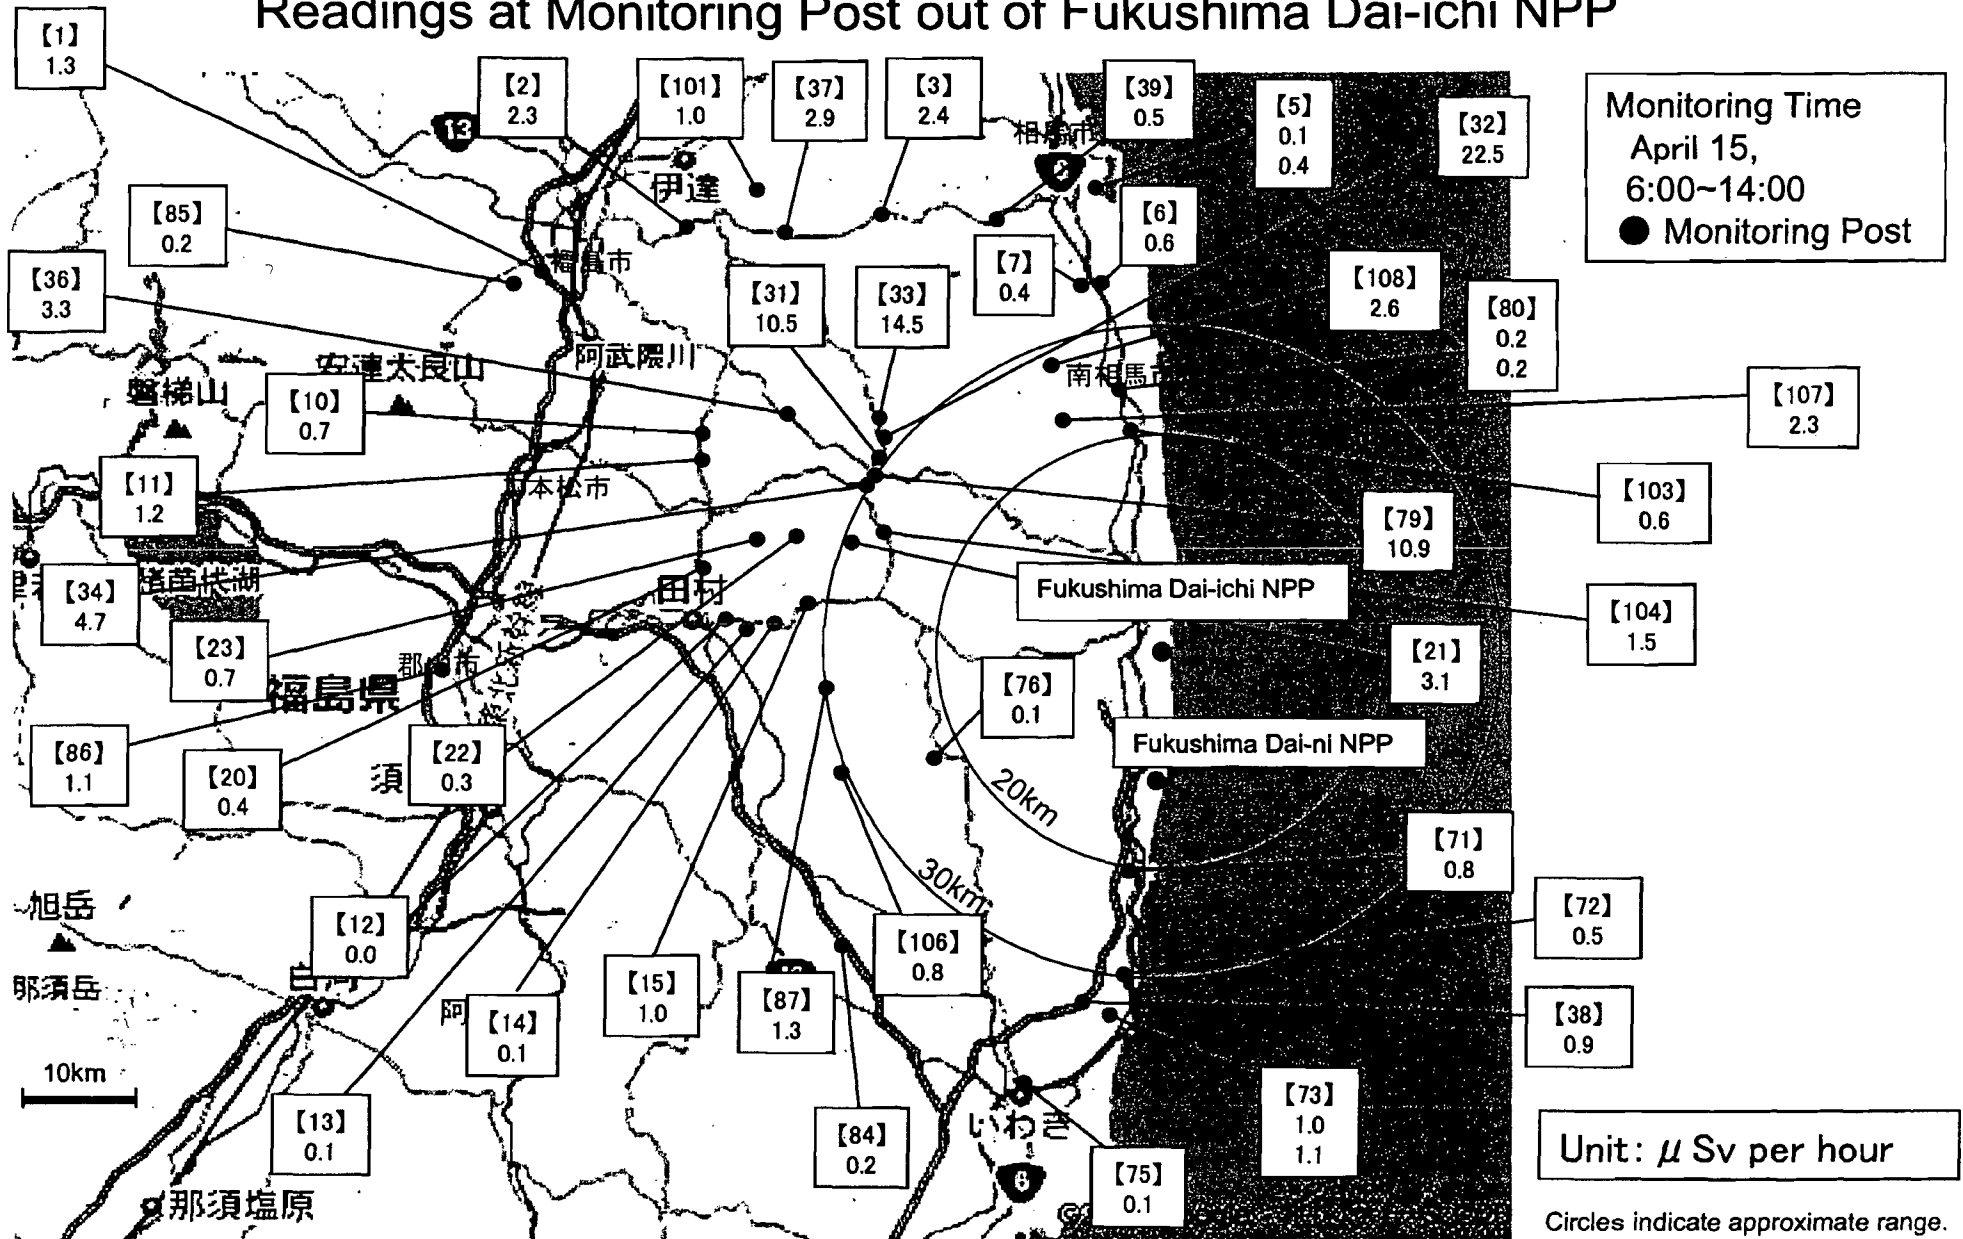 Readings at Monitoring Post out of Fukushima Dai-ichi NPP
【1】
1.3
【2】
2.3
【101】
1.0
【37】
2.9
【3】
2.4
【39】
0.5
【5】
0.1
0.4
【32】
22.5
Monitoring Time
April 15,
6:00~14:00
● Monitoring Post
13
相馬市
伊達
【85】
0.2
【6】
0.6
福島市
【36】
3.3
【31】
10.5
【33】
14.5
【7】
0.4
【108】
2.6
【80】
0.2
0.2
安達太良山
阿武隈川
南相馬市
磐梯山
【10】
0.7
【107】
2.3
【11】
1.2
本松市
【103】
0.6
【79】
10.9
猪苗代湖
【34】
4.7
田村
Fukushima Dai-ichi NPP
【104】
1.5
【23】
0.7
郡山市
福島県
【21】
3.1
【76】
0.1
Fukushima Dai-ni NPP
【86】
1.1
【20】
0.4
須
【22】
0.3
20km
【71】
0.8
30km
旭岳
【12】
0.0
【106】
0.8
【72】
0.5
那須岳
白河
【15】
1.0
【87】
1.3
阿
【14】
0.1
【38】
0.9
10km
【13】
0.1
【84】
0.2
いわき
【73】
1.0
1.1
【75】
0.1
6
Unit: μ Sv per hour
那須塩原
Circles indicate approximate range.